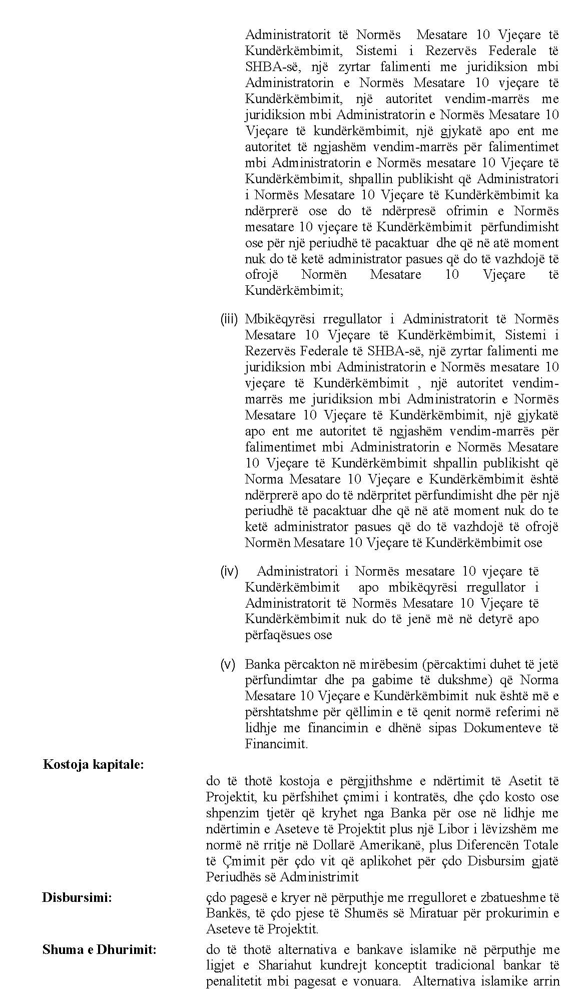 Administratorit të Normës Mesatare 10 Vjeçare të
Kundërkëmbimit, Sistemi i Rezervës Federale të
SHBA-së, një zyrtar falimenti me juridiksion mbi
Administratorin e Normës Mesatare 10 vjeçare të
Kundërkëmbimit, një autoritet vendim-marrës me
juridiksion mbi Administratorin e Normës Mesatare 10
Vjeçare të kundërkëmbimit, një gjykatë apo ent me
autoritet të ngjashëm vendim-marrës për falimentimet
mbi Administratorin e Normës mesatare 10 Vjeçare të
Kundërkëmbimit, shpallin publikisht që Administratori
i Normës Mesatare 10 Vjeçare të Kundërkëmbimit ka
ndërprerë ose do të ndërpresë ofrimin e Normës
mesatare 10 vjeçare të Kundërkëmbimit përfundimisht
ose për një periudhë të pacaktuar dhe që në atë moment
nuk do të ketë administrator pasues që do të vazhdojë të
ofrojë Normën Mesatare 10 Vjeçare të
Kundërkëmbimit;
(iii) Mbikëqyrësi rregullator i Administratorit të Normës
Mesatare 10 Vjeçare të Kundërkëmbimit, Sistemi i
Rezervës Federale të SHBA-së, një zyrtar falimenti me
juridiksion mbi Administratorin e Normës mesatare 10
vjeçare të Kundërkëmbimit , një autoritet vendim-
marrës me juridiksion mbi Administratorin e Normës
Mesatare 10 Vjeçare të Kundërkëmbimit, një gjykatë
apo ent me autoritet të ngjashëm vendim-marrës për
falimentimet mbi Administratorin e Normës Mesatare
10 Vjeçare të Kundërkëmbimit shpallin publikisht që
Norma Mesatare 10 Vjeçare e Kundërkëmbimit është
ndërprerë apo do të ndërpritet përfundimisht dhe për një
periudhë të pacaktuar dhe që në atë moment nuk do te
ketë administrator pasues që do të vazhdojë të ofrojë
Normën Mesatare 10 Vjeçare të Kundërkëmbimit ose
(iv) Administratori i Normës mesatare 10 vjeçare të
Kundërkëmbimit apo mbikëqyrësi rregullator i
Administratorit të Normës Mesatare 10 Vjeçare të
Kundërkëmbimit nuk do të jenë më në detyrë apo
përfaqësues ose
(v) Banka përcakton në mirëbesim (përcaktimi duhet të jetë
përfundimtar dhe pa gabime të dukshme) që Norma
Mesatare 10 Vjeçare e Kundërkëmbimit nuk është më e
përshtatshme për qëllimin e të qenit normë referimi në
lidhje me financimin e dhënë sipas Dokumenteve të
Financimit.
Kostoja kapitale:
do të thotë kostoja e përgjithshme e ndërtimit të Asetit të
Projektit, ku përfshihet çmimi i kontratës, dhe çdo kosto ose
shpenzim tjetër që kryhet nga Banka për ose në lidhje me
ndërtimin e Aseteve të Projektit plus një Libor i lëvizshëm me
normë në rritje në Dollarë Amerikanë, plus Diferencën Totale
të Çmimit për çdo vit që aplikohet për çdo Disbursim gjatë
Periudhës së Administrimit
Disbursimi: çdo pagesë e kryer në përputhje me rregulloret e zbatueshme të
Bankës, të çdo pjese të Shumës së Miratuar për prokurimin e
Aseteve të Projektit.
Shuma e Dhurimit: do të thotë alternativa e bankave islamike në përputhje me
ligjet e Shariahut kundrejt konceptit tradicional bankar të
penalitetit mbi pagesat e vonuara. Alternativa islamike arrin